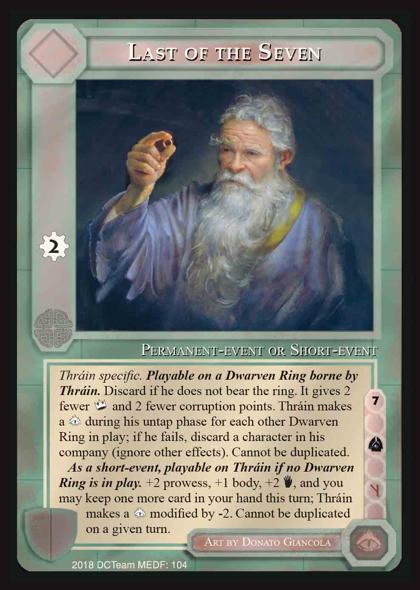 Last of the Seven
2
Permanent-event or Short-event
Thráin specific. Playable on a Dwarven Ring borne by
Thráin. Discard if he does not bear the ring. It gives 2
fewer and 2 fewer corruption points. Thráin makes
a during his untap phase for each other Dwarven
Ring in play; if he fails, discard a character in his
company (ignore other effects). Cannot be duplicated.
As a short-event, playable on Thráin if no Dwarven
Ring is in play. +2 prowess, +1 body, +2 , and you
may keep one more card in your hand this turn; Thráin
makes a modified by -2. Cannot be duplicated
on a given turn.
7
Art by Donato Giancola
2018 DCTeam MEDF: 104